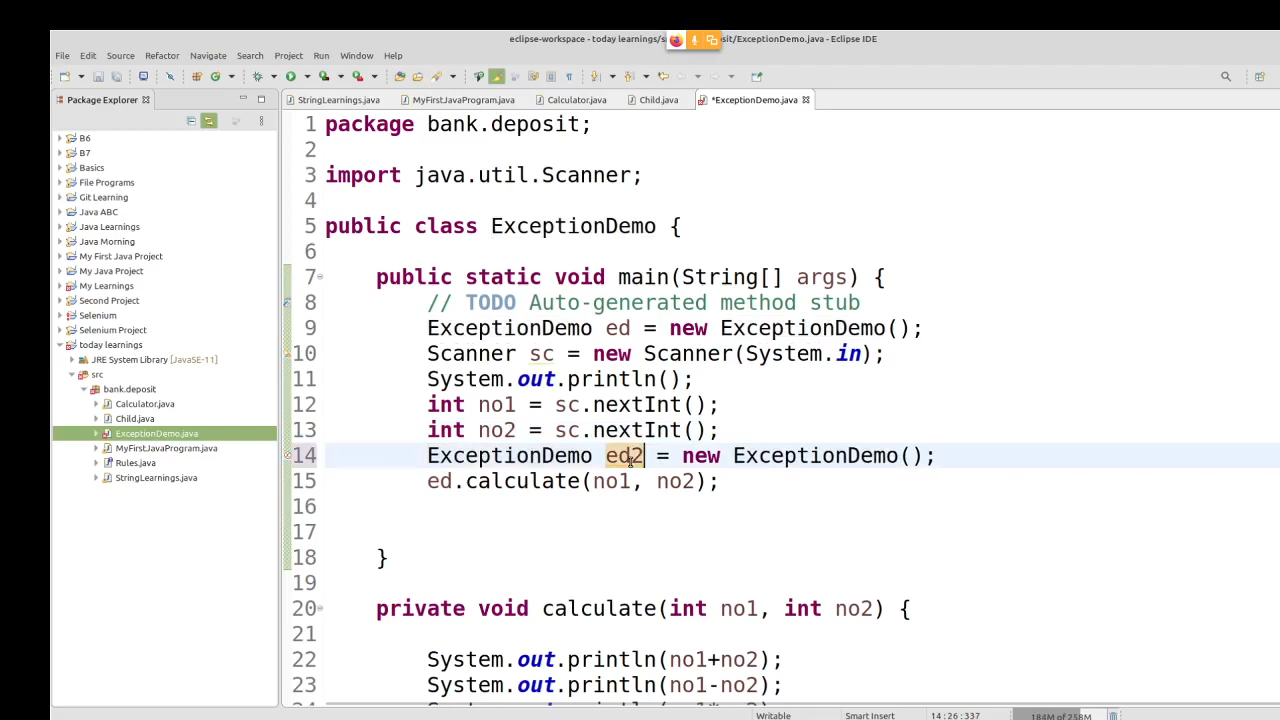 eclipse-workspace - today learnings/s sit/ExceptionDemo.java - Eclipse IDE
File Edit Source Refactor Navigate Search Project Run Window Help
Package Explorer
StringLearnings.java MyFirstJavaProgram.java Calculator.java Child.java *ExceptionDemo.java
B6
B7
Basics
File Programs
Git Learning
Java ABC
Java Learnings
Java Morning
My First Java Project
My Java Project
My Learnings
Second Project
Selenium
Selenium Project
today learnings
JRE System Library [JavaSE-11]
src
bank.deposit
Calculator.java
Child.java
ExceptionDemo.java
MyFirstJavaProgram.java
Rules.java
StringLearnings.java
1 package bank.deposit;
2
3 import java.util.Scanner;
4
5 public class ExceptionDemo {
6
7 public static void main(String[] args) {
8 // TODO Auto-generated method stub
9 ExceptionDemo ed = new ExceptionDemo();
10 Scanner sc = new Scanner(System.in);
11 System.out.println();
12 int no1 = sc.nextInt();
13 int no2 = sc.nextInt();
14 ExceptionDemo ed2 = new ExceptionDemo();
15 ed.calculate(no1, no2);
16
17
18 }
19
20 private void calculate(int no1, int no2) {
21
22 System.out.println(no1+no2);
23 System.out.println(no1-no2);
Writable Smart Insert 14:26:337 184M of 258M